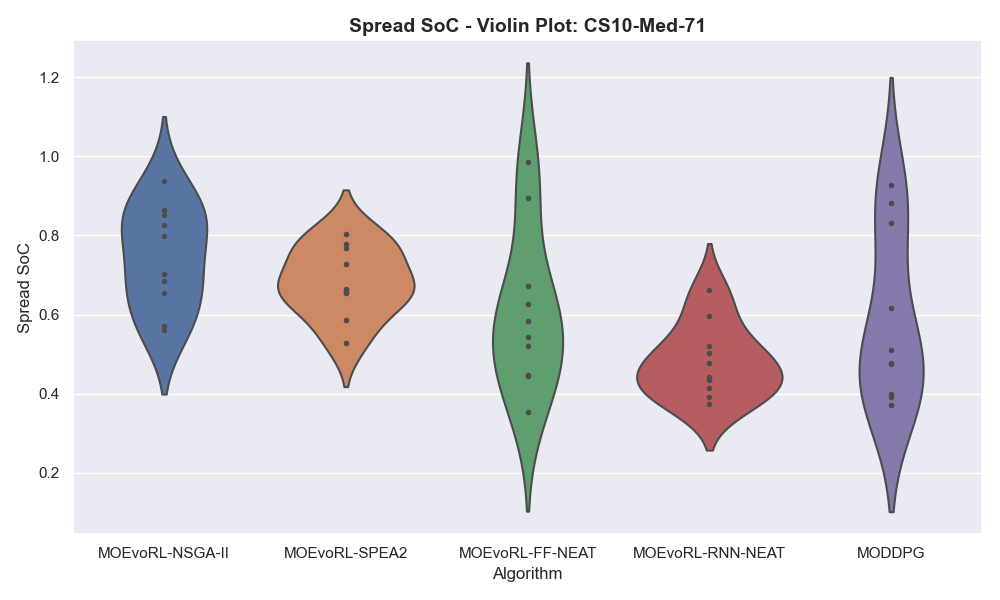 Spread SoC - Violin Plot: CS10-Med-71
Spread SoC
1.2
1.0
0.8
0.6
0.4
0.2
MOEvoRL-NSGA-II
MOEvoRL-SPEA2
MOEvoRL-FF-NEAT
MOEvoRL-RNN-NEAT
MODDPG
Algorithm